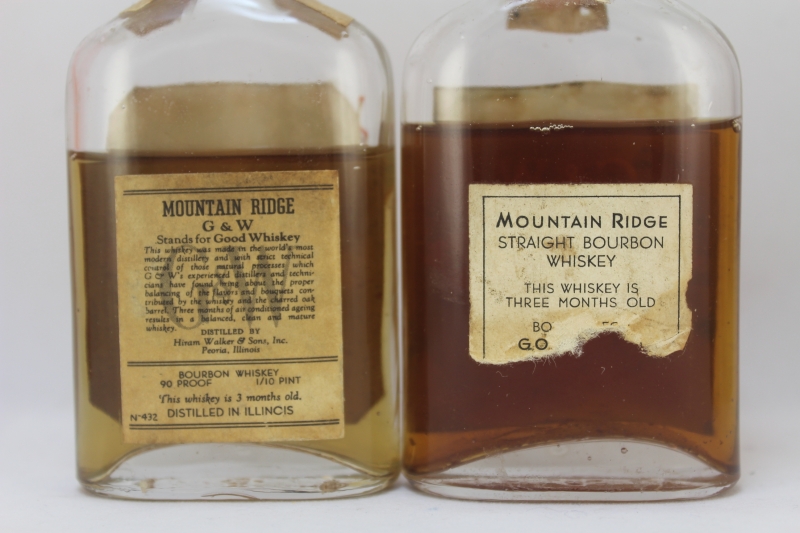 MOUNTAIN RIDGE
G & W
Stands for Good Whiskey
This whiskey was made in the world's most
modern distillery and with strict technical
control of those natural processes which
G & W's experienced distillers and techni-
cians have found bring about the proper
balancing of the flavors and bouquets con-
tributed by the whiskey and the charred oak
barrel. Three months of air conditioned ageing
results in a balanced, clean and mature
whiskey.
DISTILLED BY
Hiram Walker & Sons, Inc.
Peoria, Illinois
BOURBON WHISKEY
90 PROOF 1/10 PINT
This whiskey is 3 months old.
No 432 DISTILLED IN ILLINOIS
MOUNTAIN RIDGE
STRAIGHT BOURBON
WHISKEY
THIS WHISKEY IS
THREE MONTHS OLD
BO
GO